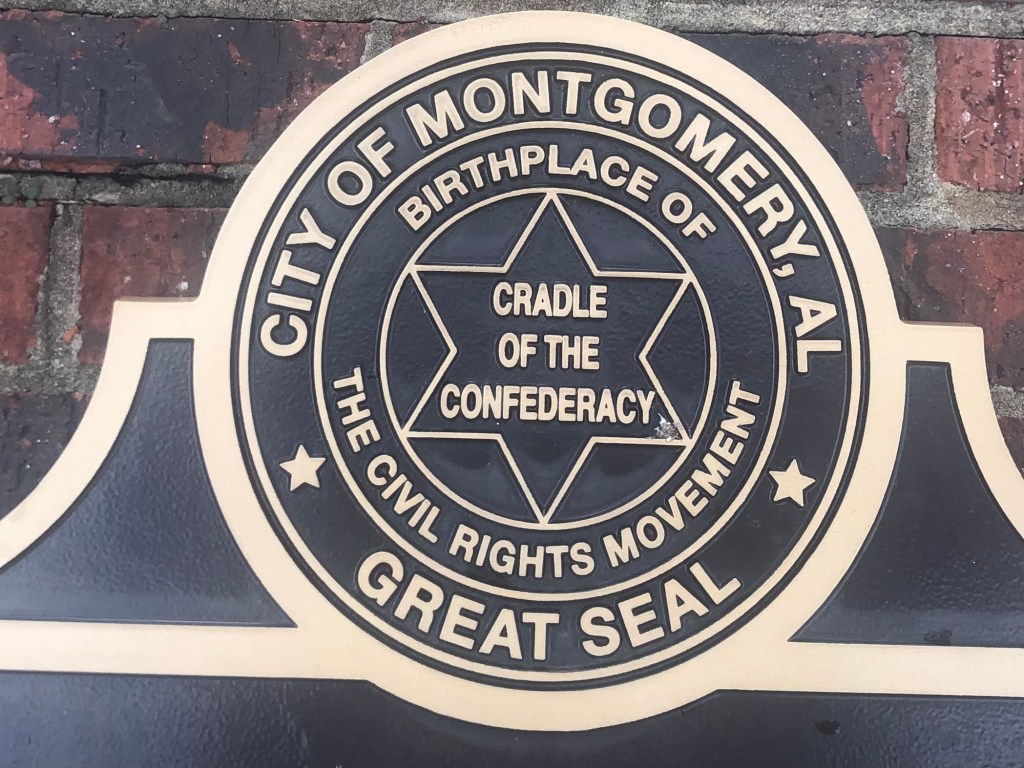 CITY OF MONTGOMERY, AL
BIRTHPLACE OF
CRADLE
OF THE
CONFEDERACY
THE CIVIL RIGHTS MOVEMENT
GREAT SEAL